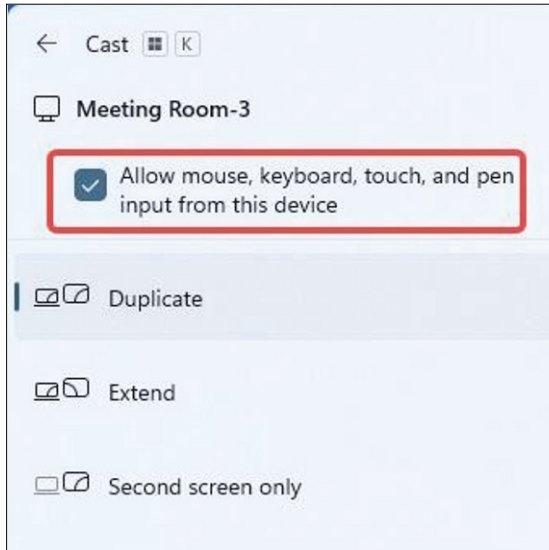 Cast K
Meeting Room-3
Allow mouse, keyboard, touch, and pen
input from this device
Duplicate
Extend
Second screen only